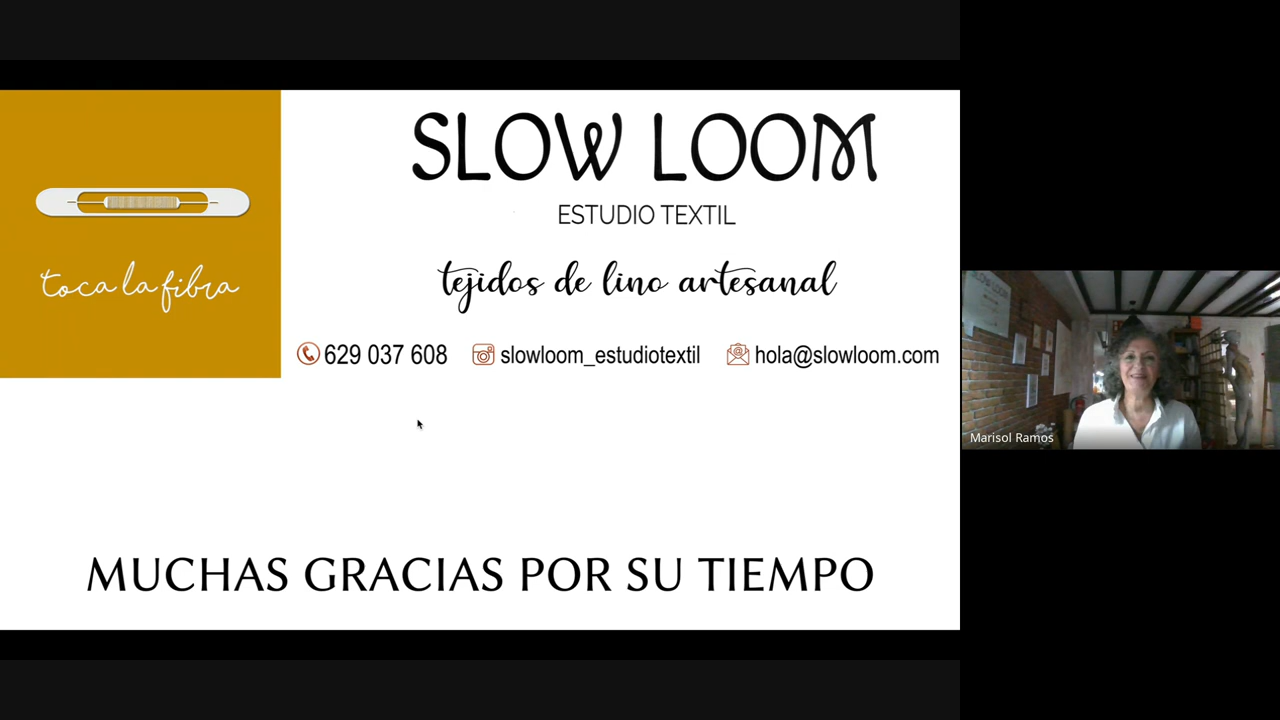 SLOW LOOM
ESTUDIO TEXTIL
toca la fibra
tejidos de lino artesanal
629 037 608 slowloom_estudiotextil hola@slowloom.com
MUCHAS GRACIAS POR SU TIEMPO
Marisol Ramos